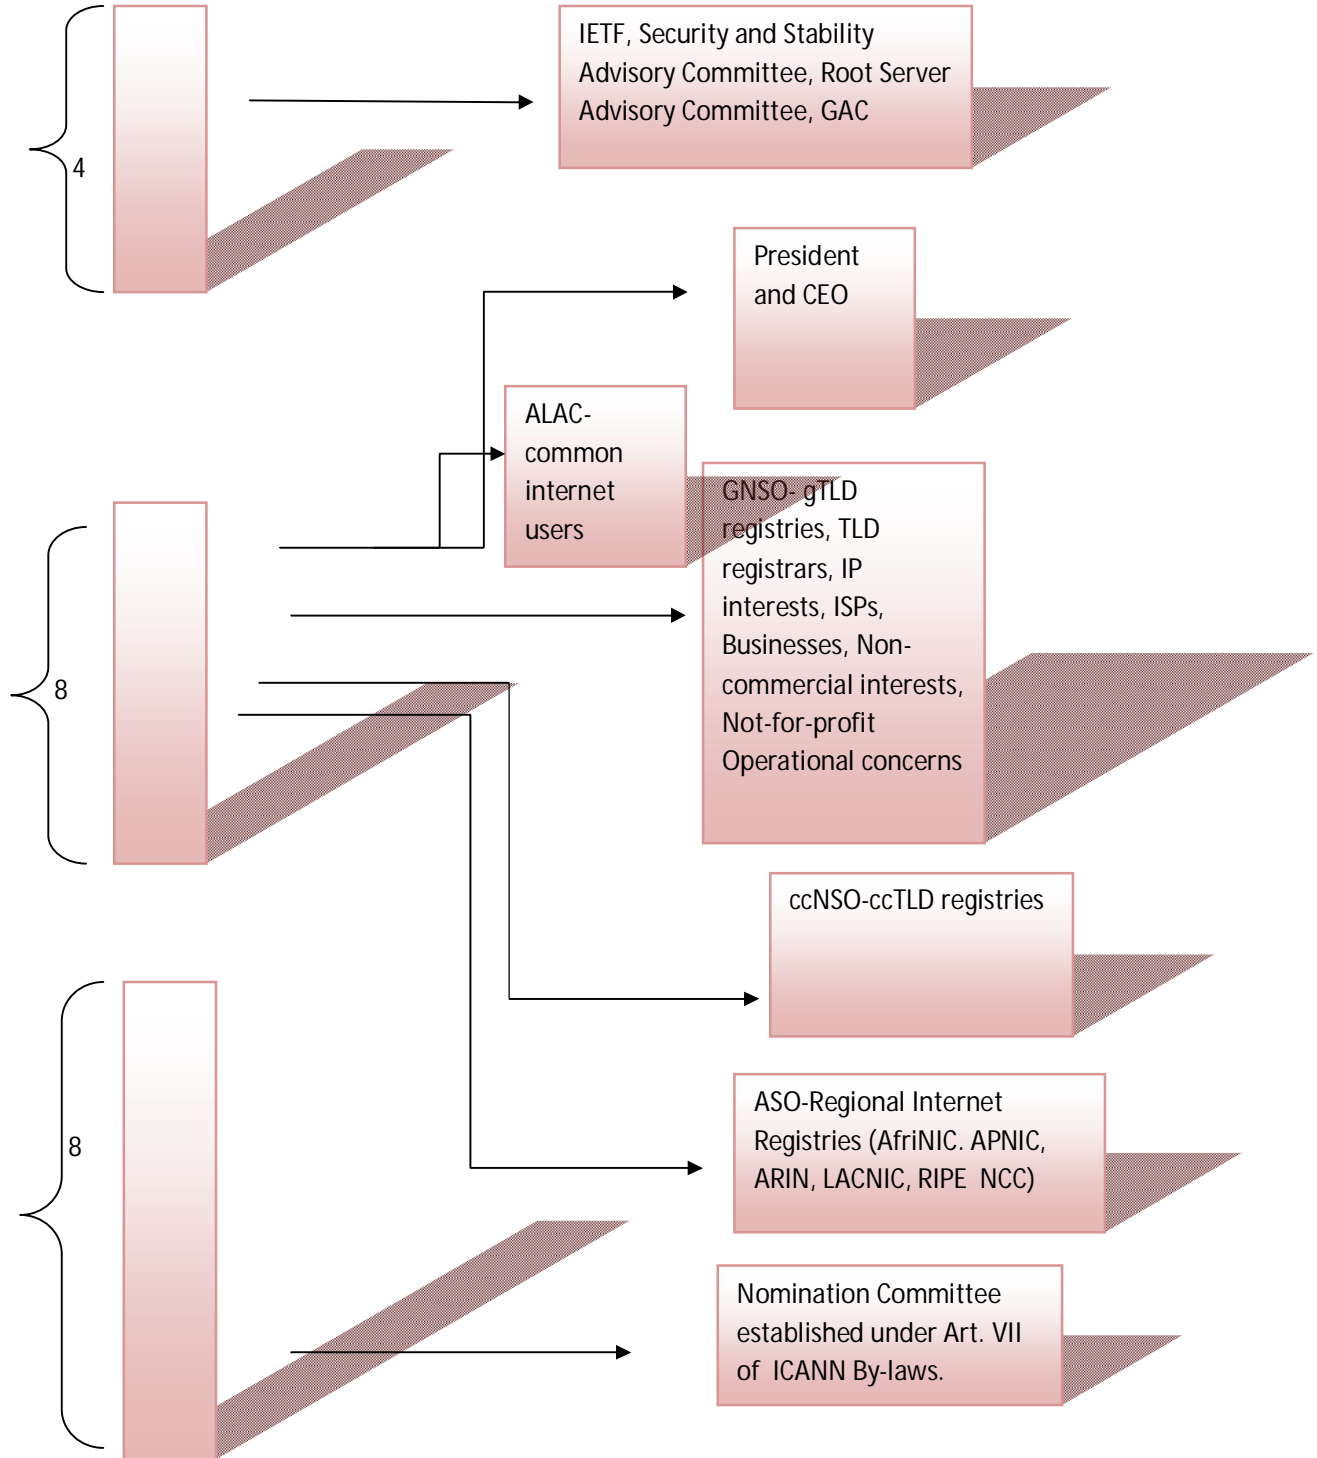 4
IETF, Security and Stability
Advisory Committee, Root Server
Advisory Committee, GAC
President
and CEO
ALAC-
common
internet
users
8
GNSO- gTLD
registries, TLD
registrars, IP
interests, ISPs,
Businesses, Non-
commercial interests,
Not-for-profit
Operational concerns
ccNSO-ccTLD registries
8
ASO-Regional Internet
Registries (AfriNIC. APNIC,
ARIN, LACNIC, RIPE  NCC)
Nomination Committee
established under Art. VII
of  ICANN By-laws.